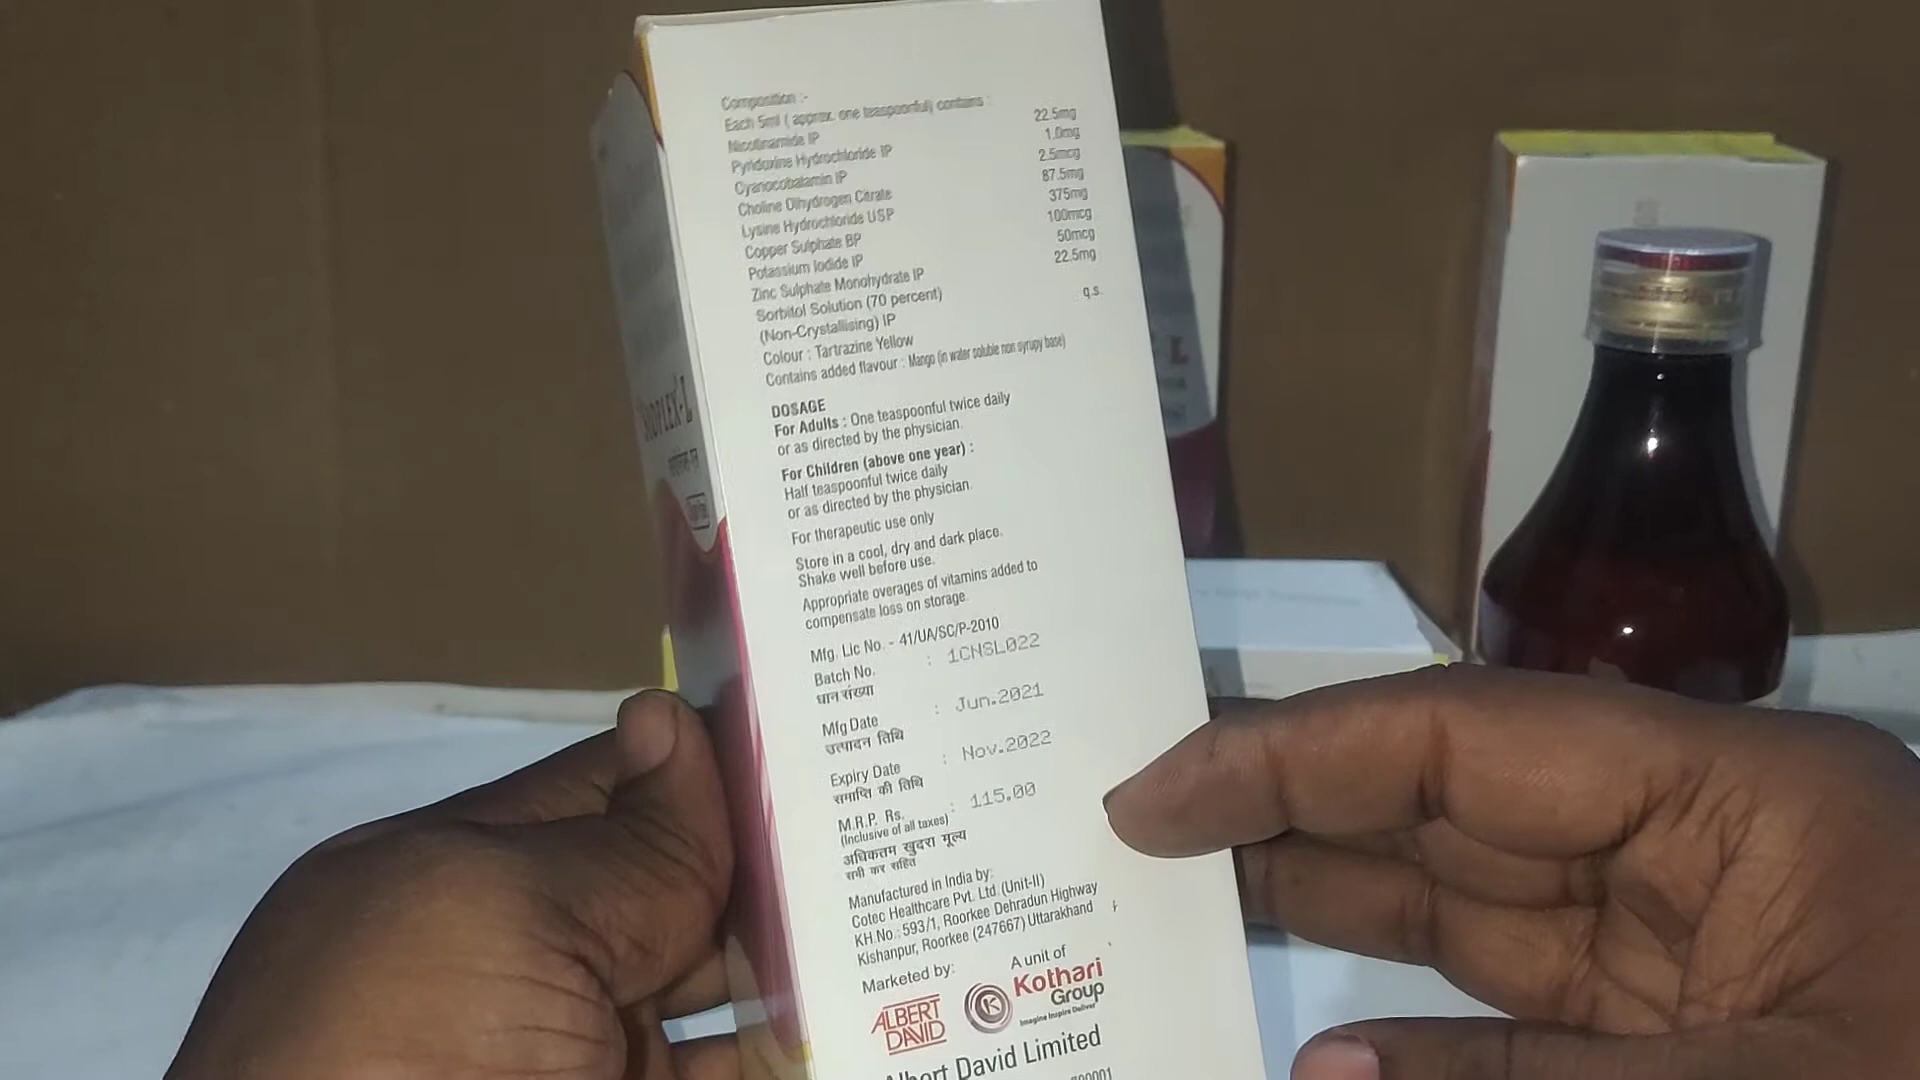 Composition :-
Each 5ml ( approx. one teaspoonful) contains :
Nicotinamide IP 22.5mg
Pyridoxine Hydrochloride IP 1.0mg
Cyanocobalamin IP 2.5mcg
Choline Dihydrogen Citrate 87.5mg
Lysine Hydrochloride USP 375mg
Copper Sulphate BP 100mcg
Potassium Iodide IP 50mcg
Zinc Sulphate Monohydrate IP 22.5mg
Sorbitol Solution (70 percent)
(Non-Crystallising) IP q.s.
Colour : Tartrazine Yellow
Contains added flavour : Mango (in water soluble non syrupy base)
DOSAGE
For Adults : One teaspoonful twice daily
or as directed by the physician.
For Children (above one year) :
Half teaspoonful twice daily
or as directed by the physician.
For therapeutic use only
Store in a cool, dry and dark place.
Shake well before use.
Appropriate overages of vitamins added to
compensate loss on storage.
Mfg. Lic No. - 41/UA/SC/P-2010
Batch No. : 1CNSL022
धान संख्या
Mfg Date : Jun.2021
उत्पादन तिथि
Expiry Date : Nov.2022
समाप्ति की तिथि
M.R.P. Rs. : 115.00
(Inclusive of all taxes)
अधिकतम खुदरा मूल्य
सभी कर सहित
Manufactured in India by:
Cotec Healthcare Pvt. Ltd.(Unit-II)
KH.No.:593/1, Roorkee Dehradun Highway
Kishanpur, Roorkee (247667) Uttarakhand
Marketed by:
ALBERT
DAVID
A unit of
K
Kothari
Group
Imagine Inspire Deliver
Albert David Limited